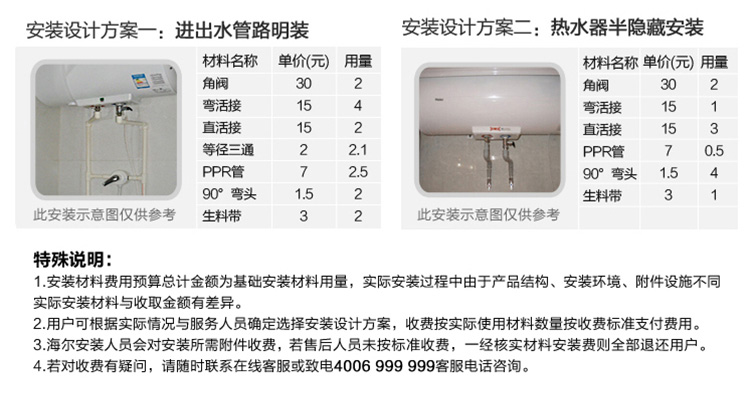 安装设计方案一：进出水管路明装
材料名称 单价(元) 用量
角阀 30 2
弯活接 15 4
直活接 15 2
等径三通 2 2.1
PPR管 7 2.5
90°弯头 1.5 2
生料带 3 2
此安装示意图仅供参考
安装设计方案二：热水器半隐藏安装
材料名称 单价(元) 用量
角阀 30 2
弯活接 15 1
直活接 15 3
PPR管 7 0.5
90°弯头 1.5 4
生料带 3 1
此安装示意图仅供参考
特殊说明：
1.安装材料费用预算总计金额为基础安装材料用量，实际安装过程中由于产品结构、安装环境、附件设施不同
实际安装材料与收取金额有差异。
2.用户可根据实际情况与服务人员确定选择安装设计方案，收费按实际使用材料数量按收费标准支付费用。
3.海尔安装人员会对安装所需附件收费，若售后人员未按标准收费，一经核实材料安装费则全部退还用户。
4.若对收费有疑问，请随时联系在线客服或致电4006 999 999客服电话咨询。